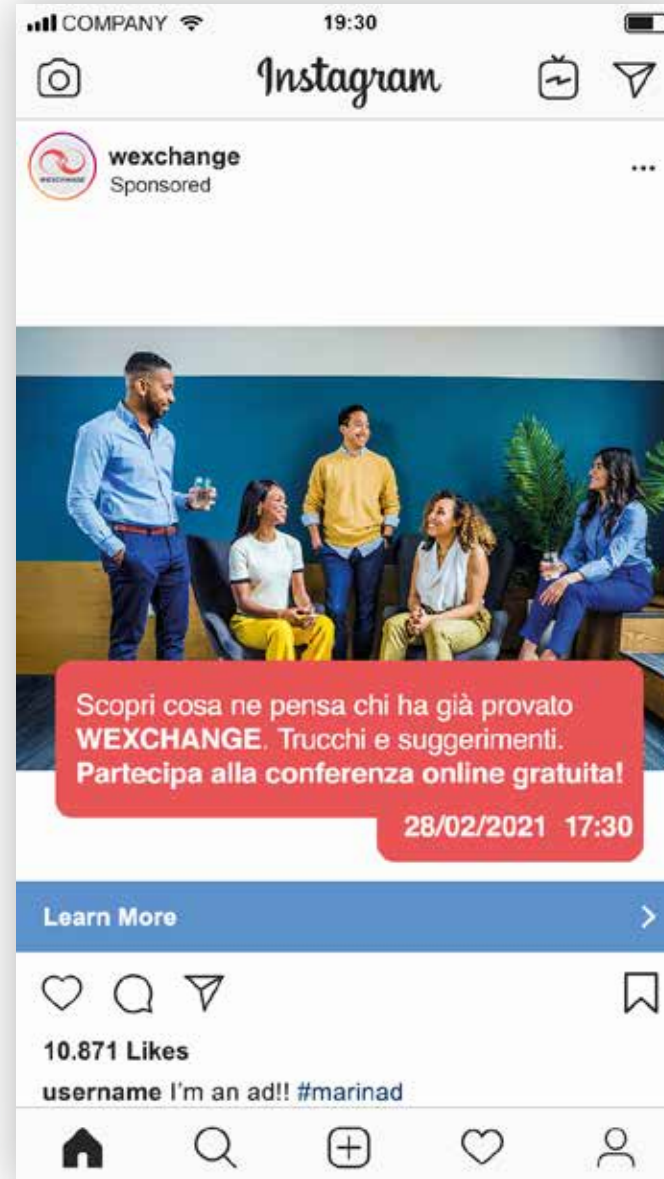 COMPANY 19:30
Instagram
WEXCHANGE
wexchange
Sponsored
Scopri cosa ne pensa chi ha già provato
WEXCHANGE. Trucchi e suggerimenti.
Partecipa alla conferenza online gratuita!
28/02/2021 17:30
Learn More
10.871 Likes
username I'm an ad!! #marinad